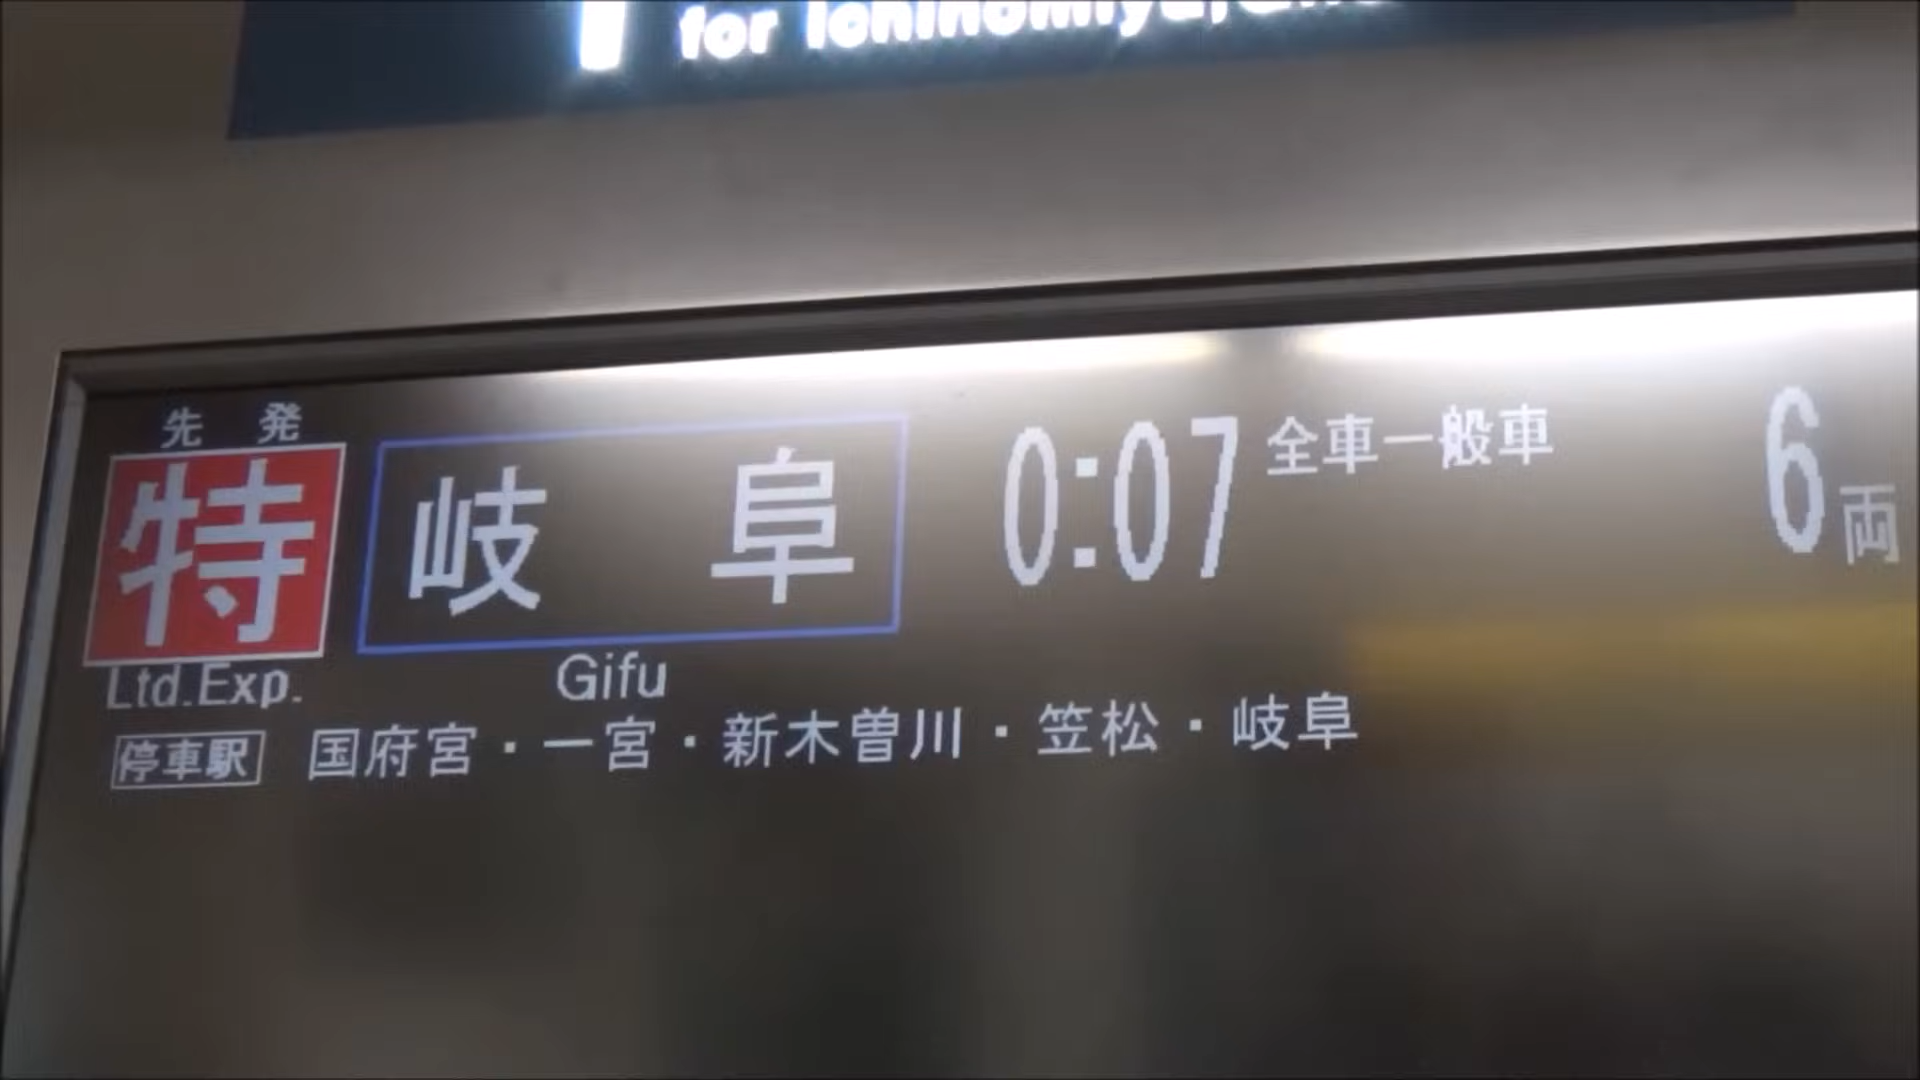 for Ichinomiya,
先発
特 岐阜 0:07 全車一般車 6両
Ltd.Exp. Gifu
停車駅 国府宮・一宮・新木曽川・笠松・岐阜